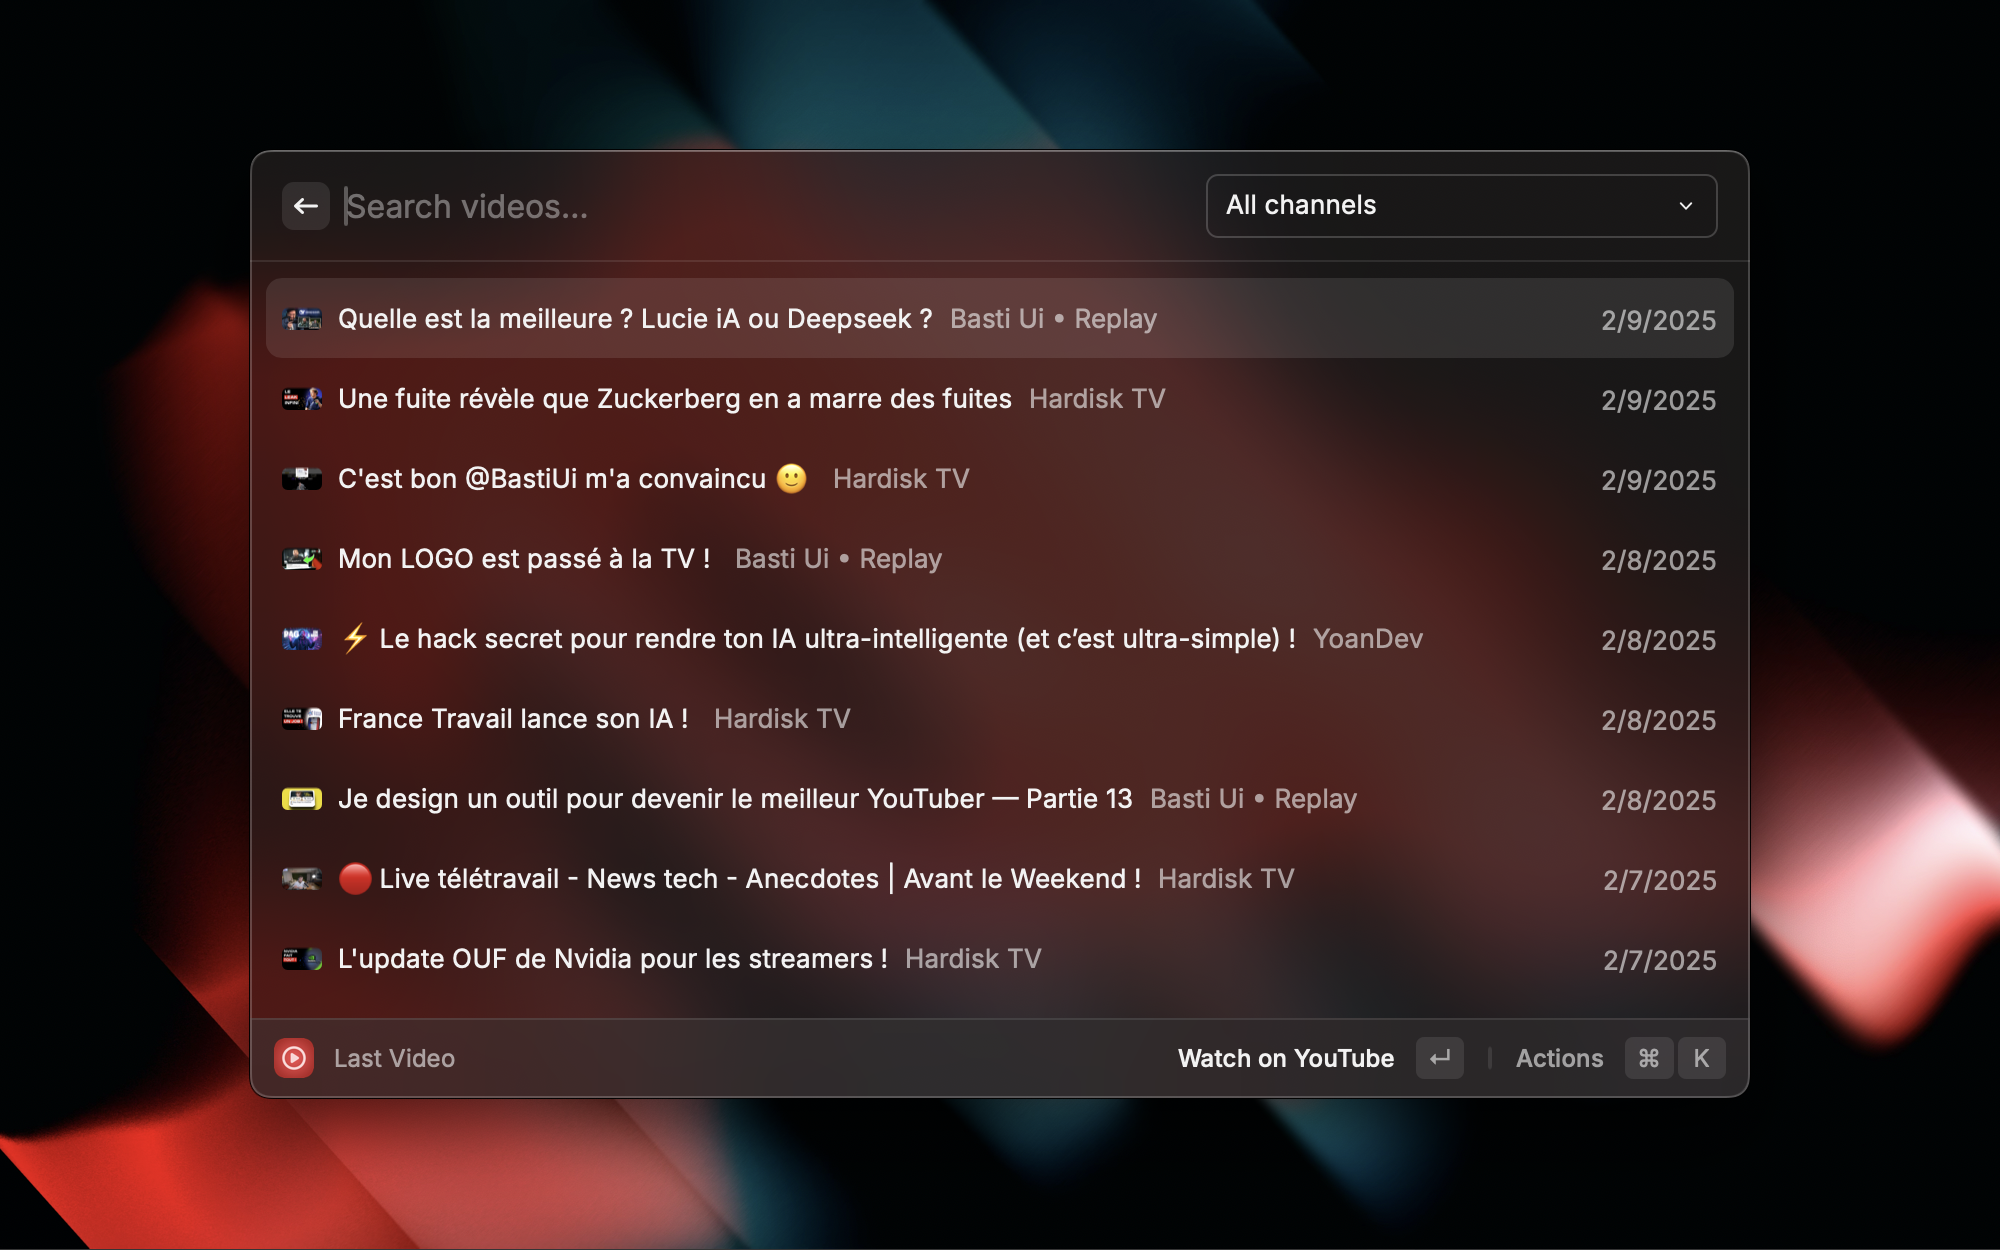 Search videos...
All channels
Quelle est la meilleure ? Lucie iA ou Deepseek ? Basti Ui • Replay 2/9/2025
Une fuite révèle que Zuckerberg en a marre des fuites Hardisk TV 2/9/2025
C'est bon @BastiUi m'a convaincu 🙂 Hardisk TV 2/9/2025
Mon LOGO est passé à la TV ! Basti Ui • Replay 2/8/2025
⚡ Le hack secret pour rendre ton IA ultra-intelligente (et c’est ultra-simple) ! YoanDev 2/8/2025
France Travail lance son IA ! Hardisk TV 2/8/2025
Je design un outil pour devenir le meilleur YouTuber — Partie 13 Basti Ui • Replay 2/8/2025
🔴 Live télétravail - News tech - Anecdotes | Avant le Weekend ! Hardisk TV 2/7/2025
L'update OUF de Nvidia pour les streamers ! Hardisk TV 2/7/2025
Last Video Watch on YouTube ↵ Actions ⌘ K